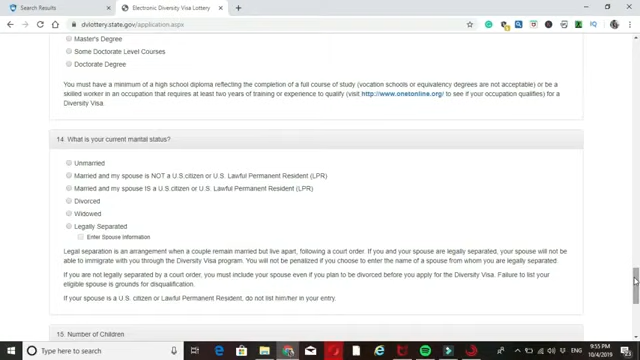 Search Results
Electronic Diversity Visa Lottery
dvlottery.state.gov/application.aspx
Master's Degree
Some Doctorate Level Courses
Doctorate Degree
You must have a minimum of a high school diploma reflecting the completion of a full course of study (vocation schools or equivalency degrees are not acceptable) or be a
skilled worker in an occupation that requires at least two years of training or experience to qualify (visit http://www.onetonline.org/ to see if your occupation qualifies) for a
Diversity Visa.
14 What is your current marital status?
Unmarried
Married and my spouse is NOT a U.S.citizen or U.S. Lawful Permanent Resident (LPR)
Married and my spouse IS a U.S.citizen or U.S. Lawful Permanent Resident (LPR)
Divorced
Widowed
Legally Separated
Enter Spouse Information
Legal separation is an arrangement when a couple remain married but live apart, following a court order. If you and your spouse are legally separated, your spouse will not be
able to immigrate with you through the Diversity Visa program. You will not be penalized if you choose to enter the name of a spouse from whom you are legally separated.
If you are not legally separated by a court order, you must include your spouse even if you plan to be divorced before you apply for the Diversity Visa. Failure to list your
eligible spouse is grounds for disqualification.
If your spouse is a U.S. citizen or Lawful Permanent Resident, do not list him/her in your entry.
15. Number of Children
Type here to search
ENG
9:55 PM
10/4/2019